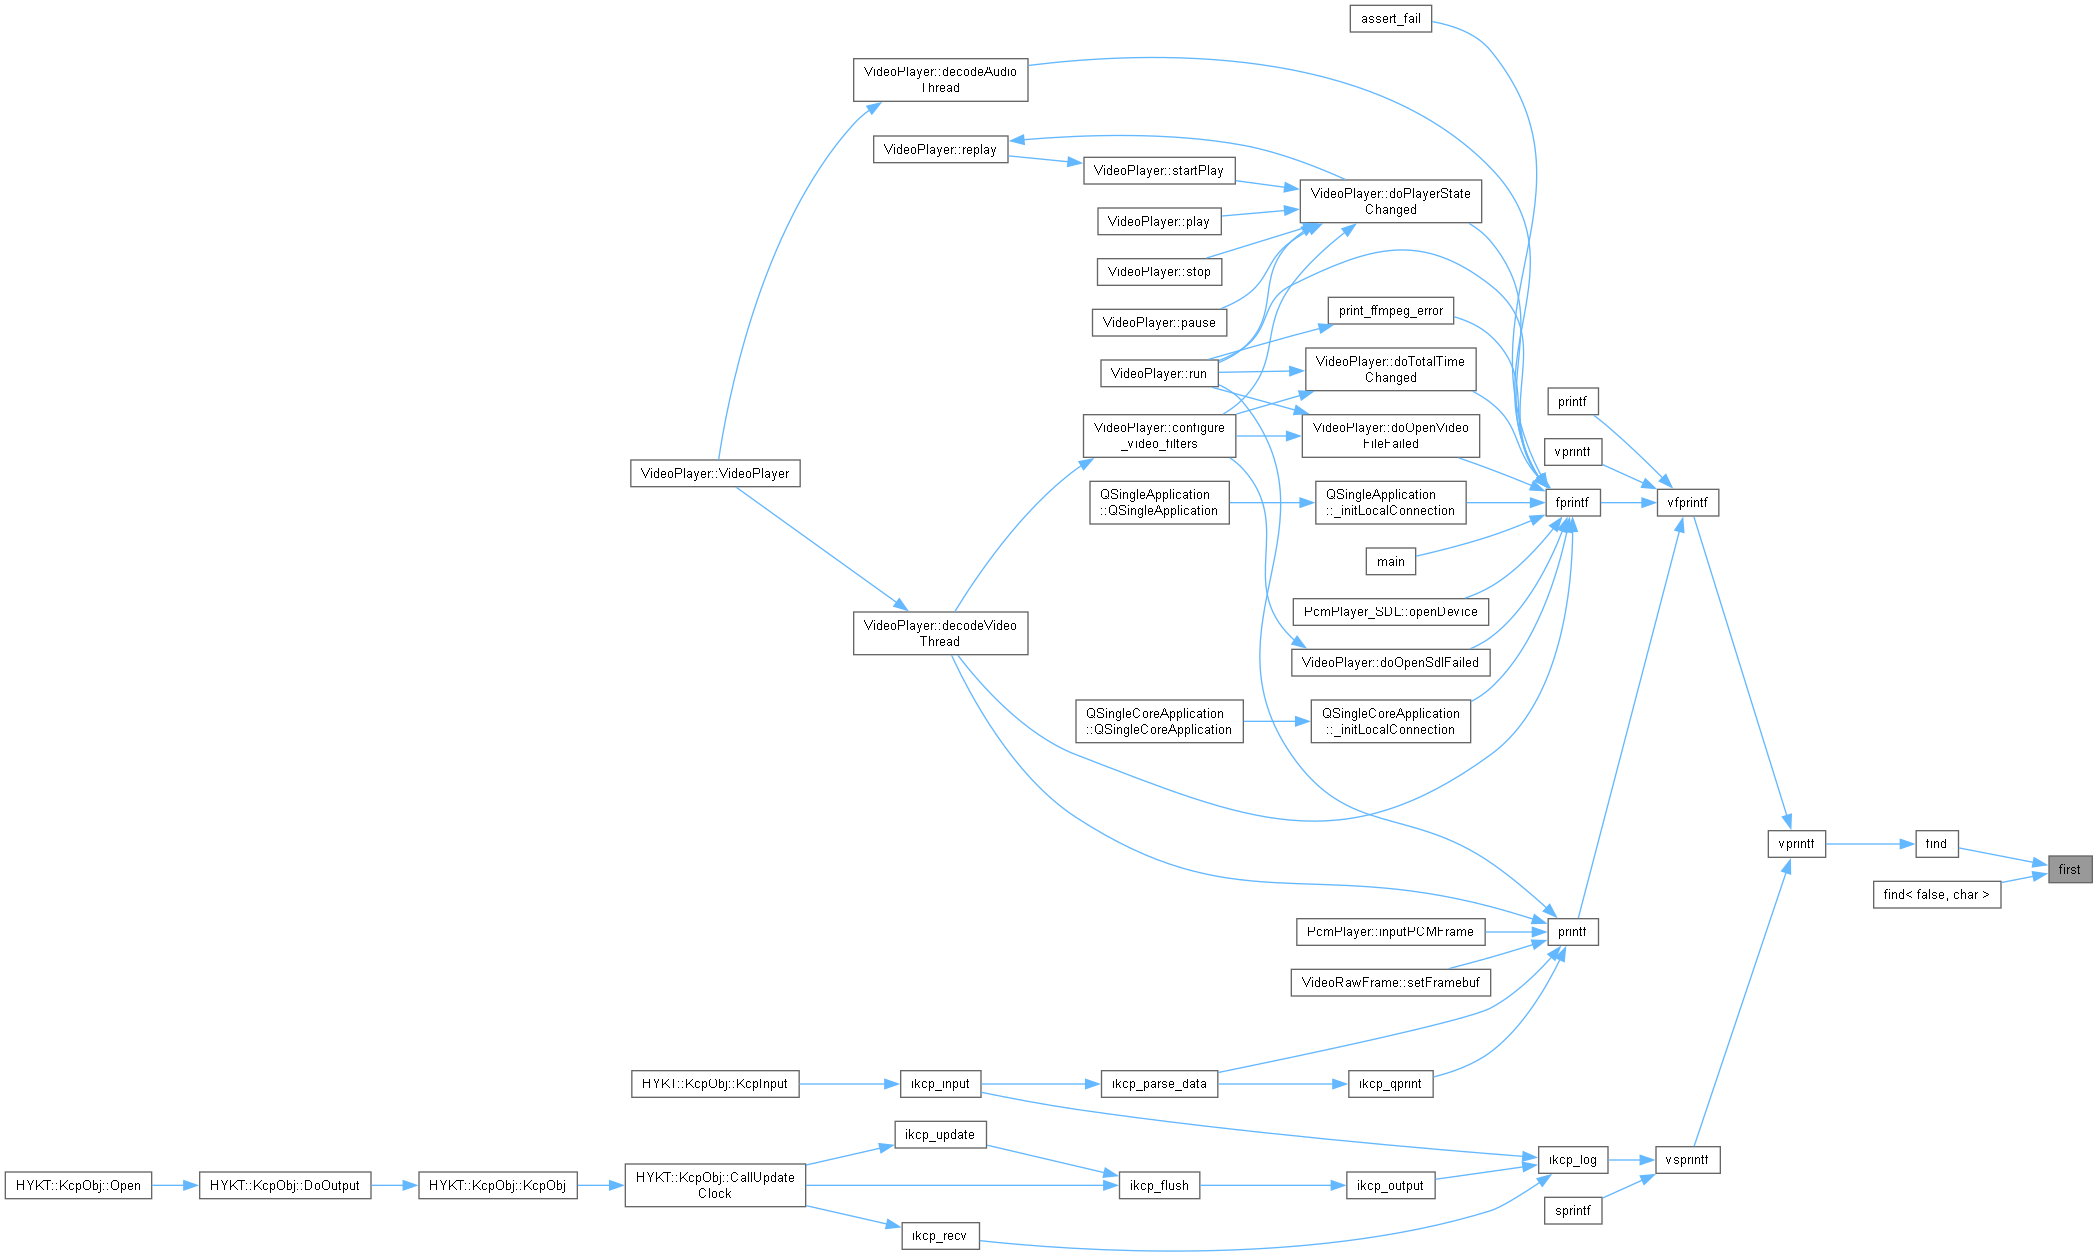 assert_fail
VideoPlayer::decodeAudio
Thread
VideoPlayer::replay
VideoPlayer::startPlay
VideoPlayer::doPlayerState
Changed
VideoPlayer::play
VideoPlayer::stop
VideoPlayer::pause
print_ffmpeg_error
VideoPlayer::run
VideoPlayer::doTotalTime
Changed
printf
VideoPlayer::configure
_video_filters
VideoPlayer::doOpenVideo
FileFailed
vprintf
VideoPlayer::VideoPlayer
QSingleApplication
::QSingleApplication
QSingleApplication
::_initLocalConnection
fprintf
vfprintf
main
PcmPlayer_SDL::openDevice
VideoPlayer::decodeVideo
Thread
VideoPlayer::doOpenSdlFailed
QSingleCoreApplication
::QSingleCoreApplication
QSingleCoreApplication
::_initLocalConnection
vprintf
find
first
find< false, char >
printf
PcmPlayer::inputPCMFrame
VideoRawFrame::setFramebuf
HYKT::KcpObj::KcpInput
ikcp_input
ikcp_parse_data
ikcp_qprint
ikcp_update
ikcp_log
vsprintf
HYKT::KcpObj::Open
HYKT::KcpObj::DoOutput
HYKT::KcpObj::KcpObj
HYKT::KcpObj::CallUpdate
Clock
ikcp_flush
ikcp_output
sprintf
ikcp_recv